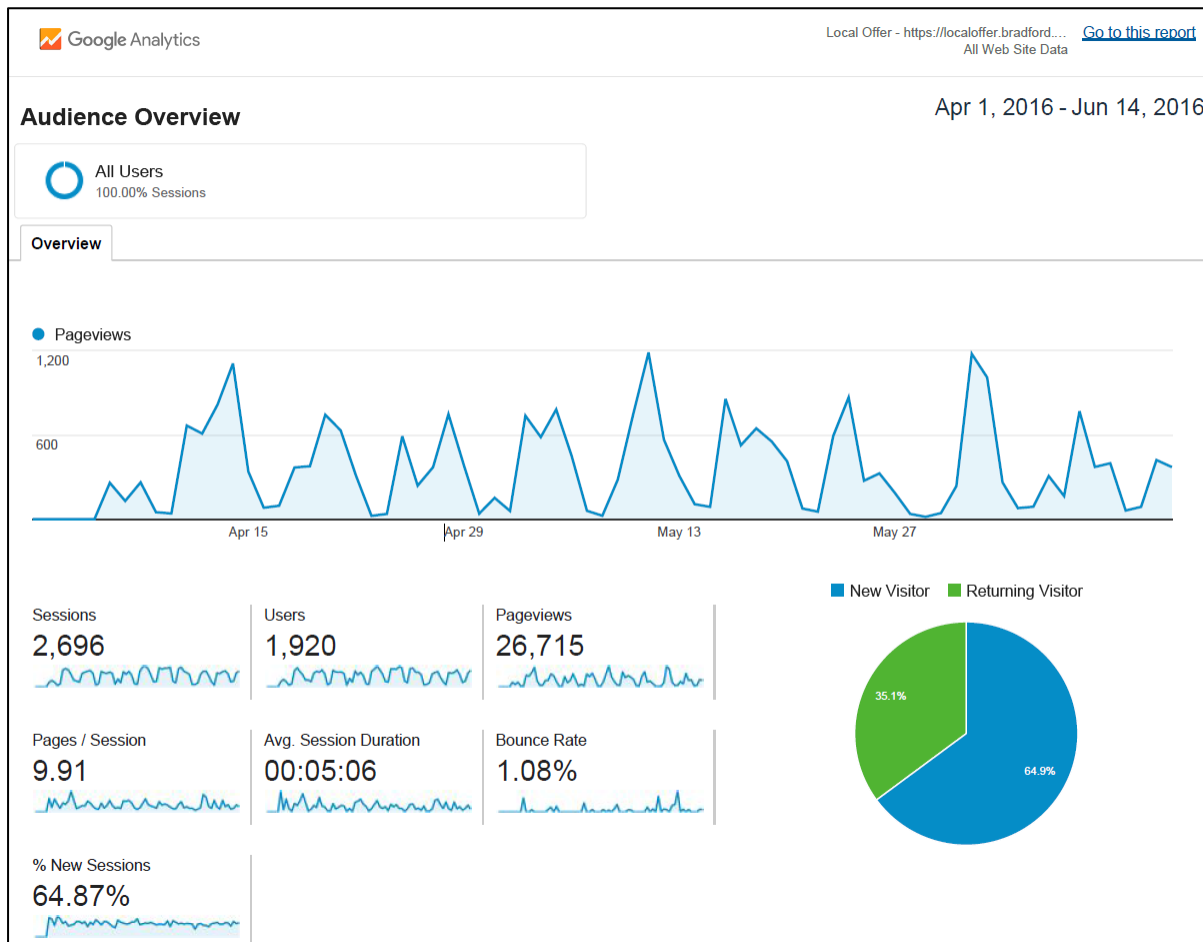 Google Analytics
Local Offer - https://localoffer.bradford....
All Web Site Data
Go to this report
Audience Overview
Apr 1, 2016 - Jun 14, 2016
All Users
100.00% Sessions
Overview
Pageviews
1,200
600
Apr 15
Apr 29
May 13
May 27
New Visitor
Returning Visitor
Sessions
2,696
Users
1,920
Pageviews
26,715
35.1%
64.9%
Pages / Session
9.91
Avg. Session Duration
00:05:06
Bounce Rate
1.08%
% New Sessions
64.87%